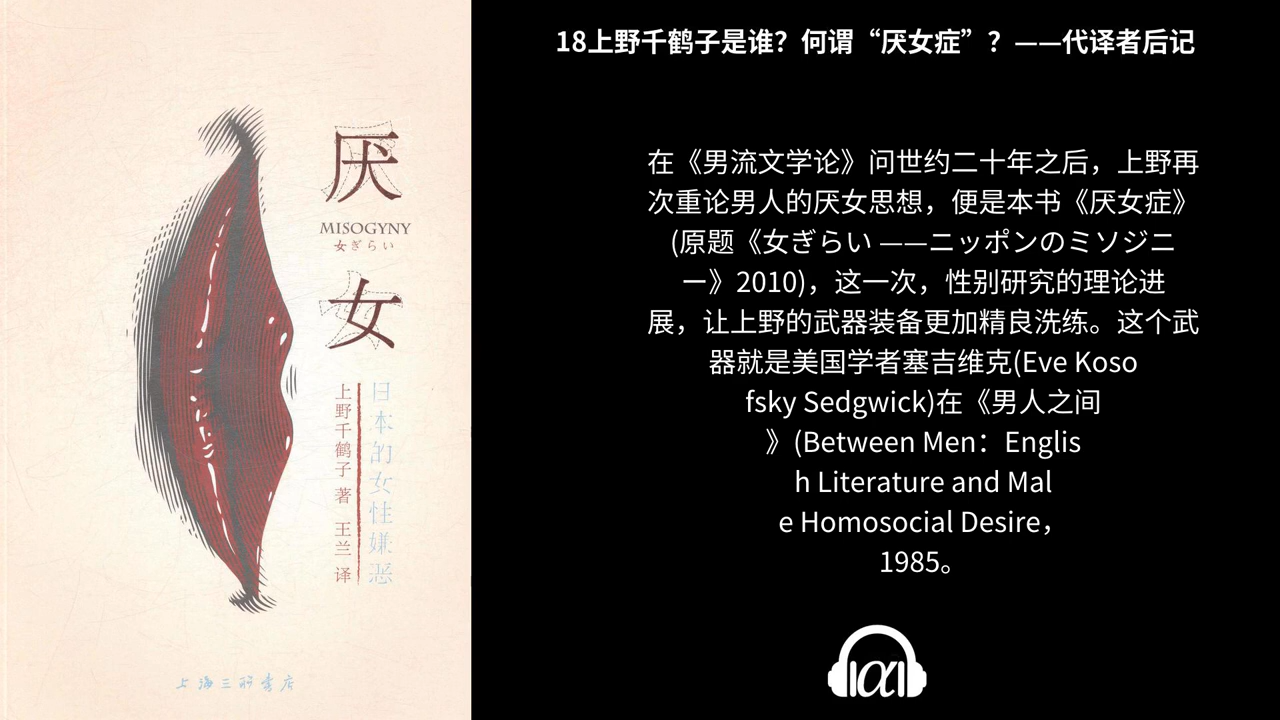 厌
MISOGYNY
女ぎらい
女
日本的女性嫌恶
上野千鹤子 著 王兰 译
上海三联书店
18上野千鹤子是谁？何谓“厌女症”？——代译者后记
在《男流文学论》问世约二十年之后，上野再
次重论男人的厌女思想，便是本书《厌女症》
(原题《女ぎらい ——ニッポンのミソジニ
ー》2010)，这一次，性别研究的理论进
展，让上野的武器装备更加精良洗练。这个武
器就是美国学者塞吉维克(Eve Koso
fsky Sedgwick)在《男人之间
》(Between Men：Englis
h Literature and Mal
e Homosocial Desire，
1985。